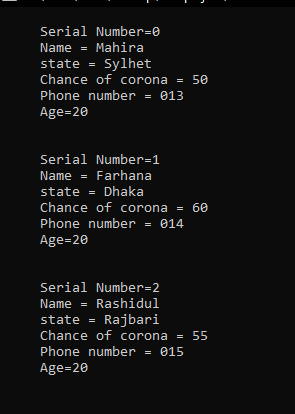 Serial Number=0
Name = Mahira
state = Sylhet
Chance of corona = 50
Phone number = 013
Age=20
Serial Number=1
Name = Farhana
state = Dhaka
Chance of corona = 60
Phone number = 014
Age=20
Serial Number=2
Name = Rashidul
state = Rajbari
Chance of corona = 55
Phone number = 015
Age=20